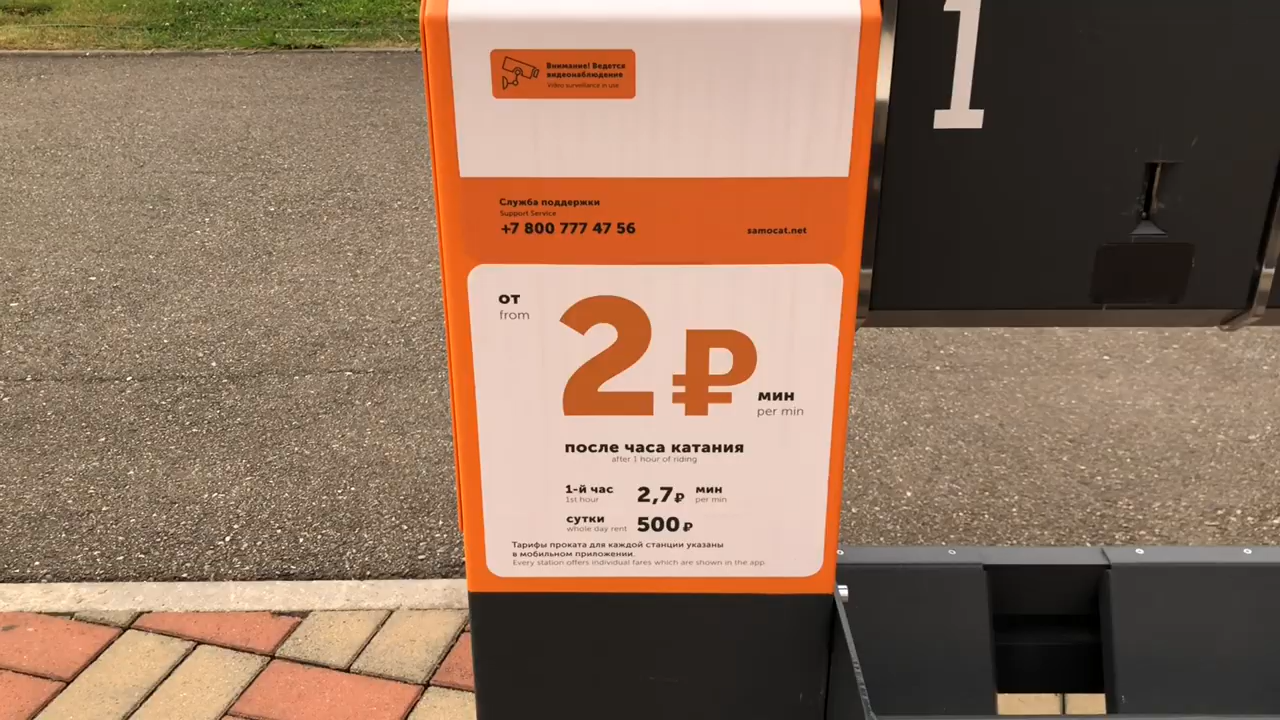 1
Внимание! Ведется
видеонаблюдение
Video surveillance in use
Служба поддержки
Support Service
+7 800 777 47 56
samocat.net
от
from
2 ₽
мин
per min
после часа катания
after 1 hour of riding
1-й час
1st hour
2,7₽
мин
per min
сутки
whole day rent
500₽
Тарифы проката для каждой станции указаны
в мобильном приложении.
Every station offers individual fares which are shown in the app